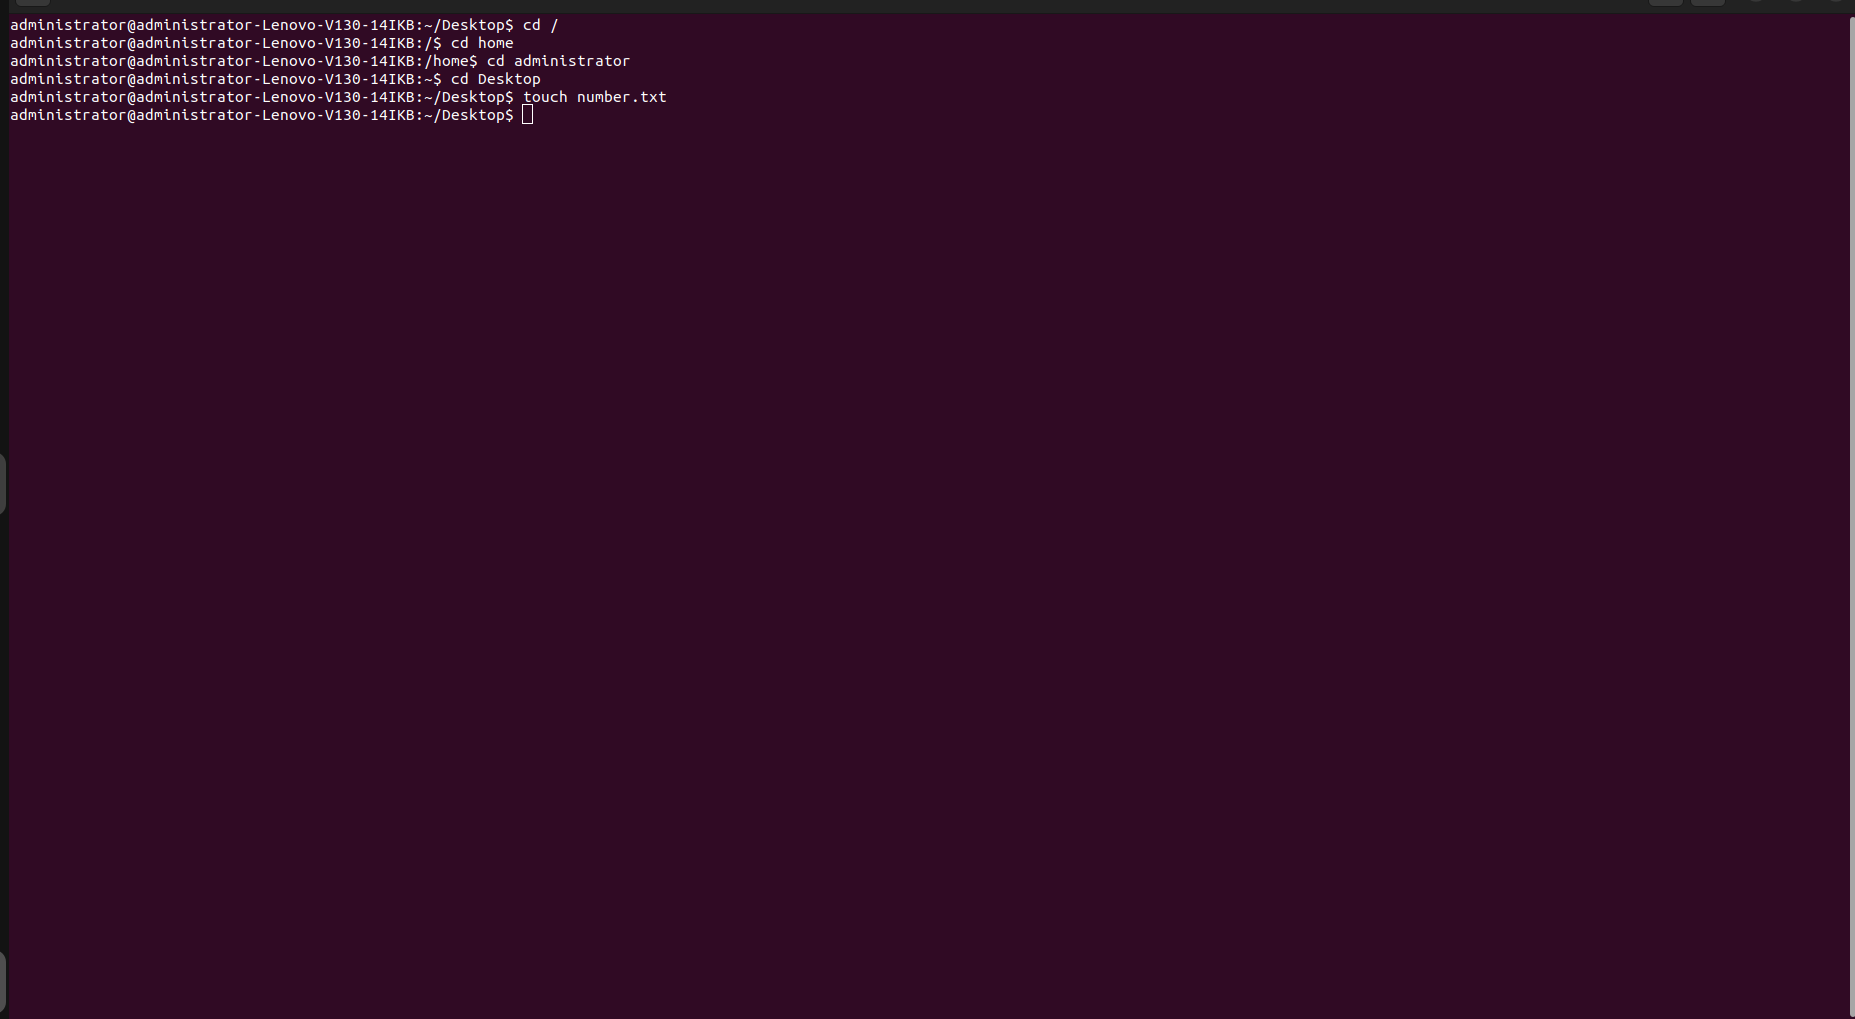 administrator@administrator-Lenovo-V130-14IKB:~/Desktop$ cd /
administrator@administrator-Lenovo-V130-14IKB:/$ cd home
administrator@administrator-Lenovo-V130-14IKB:/home$ cd administrator
administrator@administrator-Lenovo-V130-14IKB:~$ cd Desktop
administrator@administrator-Lenovo-V130-14IKB:~/Desktop$ touch number.txt
administrator@administrator-Lenovo-V130-14IKB:~/Desktop$